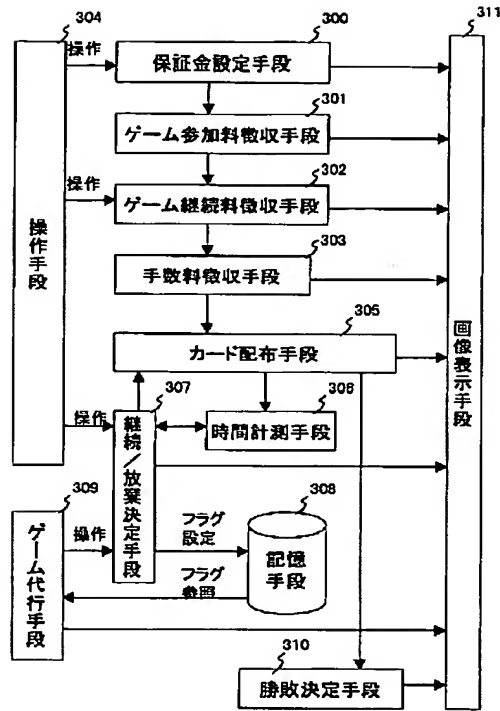 304
操作
300
保証金設定手段
311
301
ゲーム参加料徴収手段
302
操作
ゲーム継続料徴収手段
303
手数料徴収手段
操作手段
305
カード配布手段
画像表示手段
307
306
操作
継続/放棄決定手段
時間計測手段
309
308
ゲーム代行手段
操作
フラグ
設定
フラグ
参照
記憶
手段
310
勝敗決定手段